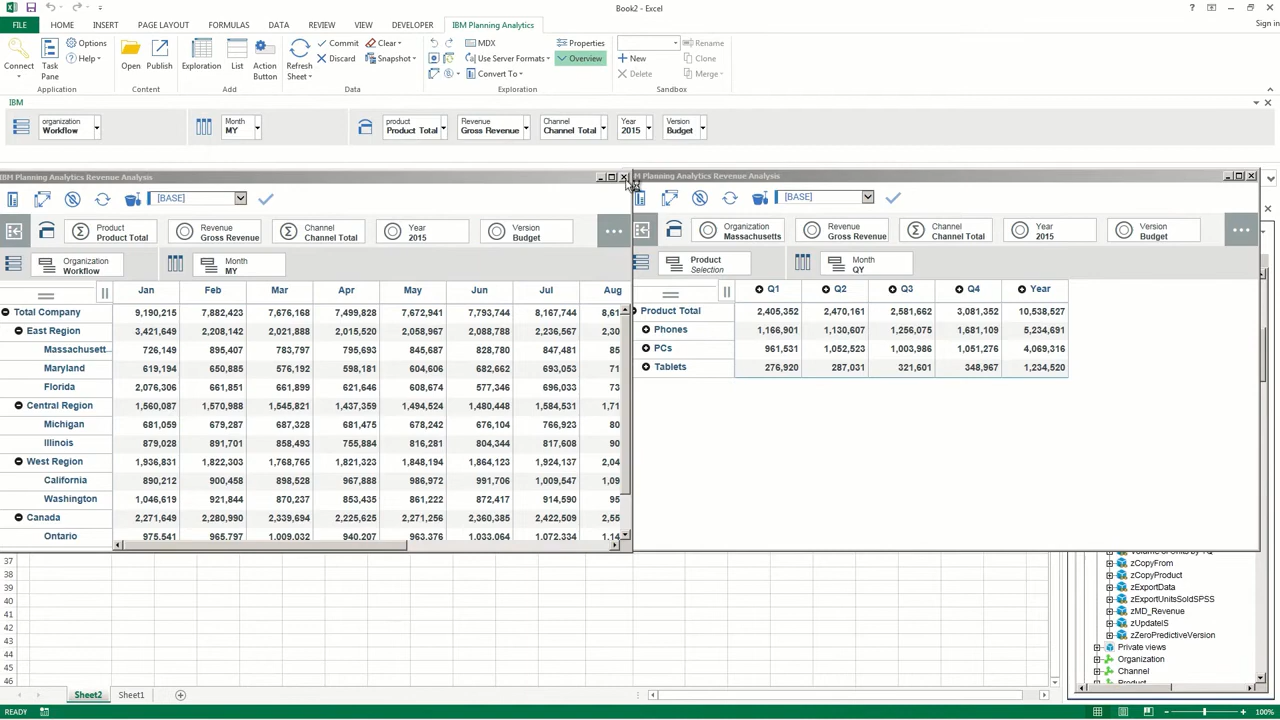 Book2 - Excel
Sign in
FILE HOME INSERT PAGE LAYOUT FORMULAS DATA REVIEW VIEW DEVELOPER IBM Planning Analytics
Connect Task Pane Options Help
Application
Open Publish
Content
Exploration List Action Button
Add
Refresh Sheet Commit Discard Clear Snapshot
Data
MDX Use Server Formats Convert To Properties Overview
Exploration
New Delete Rename Clone Merge
Sandbox
IBM
organization Month product Revenue Channel Year Version
Workflow MY Product Total Gross Revenue Channel Total 2015 Budget
IBM Planning Analytics Revenue Analysis
[BASE]
Product Revenue Channel Year Version
Product Total Gross Revenue Channel Total 2015 Budget
Organization Month
Workflow MY
Jan Feb Mar Apr May Jun Jul Aug
Total Company 9,190,215 7,882,423 7,676,168 7,499,828 7,672,941 7,793,744 8,167,744 8,61
East Region 3,421,649 2,208,142 2,021,888 2,015,520 2,058,967 2,088,788 2,236,567 2,30
Massachusett... 726,149 895,407 783,797 795,693 845,687 828,780 847,481 85
Maryland 619,194 650,885 576,192 598,181 604,606 682,662 693,053 71
Florida 2,076,306 661,851 661,899 621,646 608,674 577,346 696,033 73
Central Region 1,560,087 1,570,988 1,545,821 1,437,359 1,494,524 1,480,448 1,584,531 1,71
Michigan 681,059 679,287 687,328 681,475 678,242 676,104 766,923 80
Illinois 879,028 891,701 858,493 755,884 816,281 804,344 817,608 90
West Region 1,936,831 1,822,303 1,768,765 1,821,323 1,848,194 1,864,123 1,924,137 2,04
California 890,212 900,458 898,528 967,888 986,972 991,706 1,009,547 1,09
Washington 1,046,619 921,844 870,237 853,435 861,222 872,417 914,590 95
Canada 2,271,649 2,280,990 2,339,694 2,225,625 2,271,256 2,360,385 2,422,509 2,55
Ontario 975,541 965,797 1,009,032 940,207 963,376 1,033,064 1,072,334 1,14
M Planning Analytics Revenue Analysis
[BASE]
Organization Revenue Channel Year Version
Massachusetts Gross Revenue Channel Total 2015 Budget
Product Month
Selection QY
Q1 Q2 Q3 Q4 Year
Product Total 2,405,352 2,470,161 2,581,662 3,081,352 10,538,527
Phones 1,166,901 1,130,607 1,256,075 1,681,109 5,234,691
PCs 961,531 1,052,523 1,003,986 1,051,276 4,069,316
Tablets 276,920 287,031 321,601 348,967 1,234,520
37
38
39
40
41
42
43
44
45
46
zCopyFrom
zCopyProduct
zExportData
zExportUnitsSoldSPSS
zMD_Revenue
zUpdateIS
zZeroPredictiveVersion
Private views
Organization
Channel
Product
Sheet2 Sheet1
READY
100%